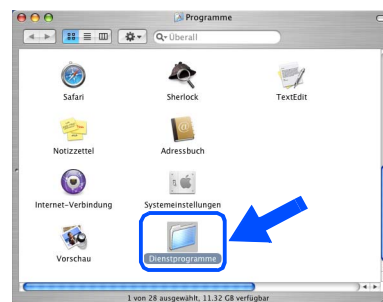 Programme
Überall
Safari
Sherlock
TextEdit
Notizzettel
Adressbuch
Internet-Verbindung
Systemeinstellungen
Vorschau
Dienstprogramme
1 von 28 ausgewählt, 11.32 GB verfügbar